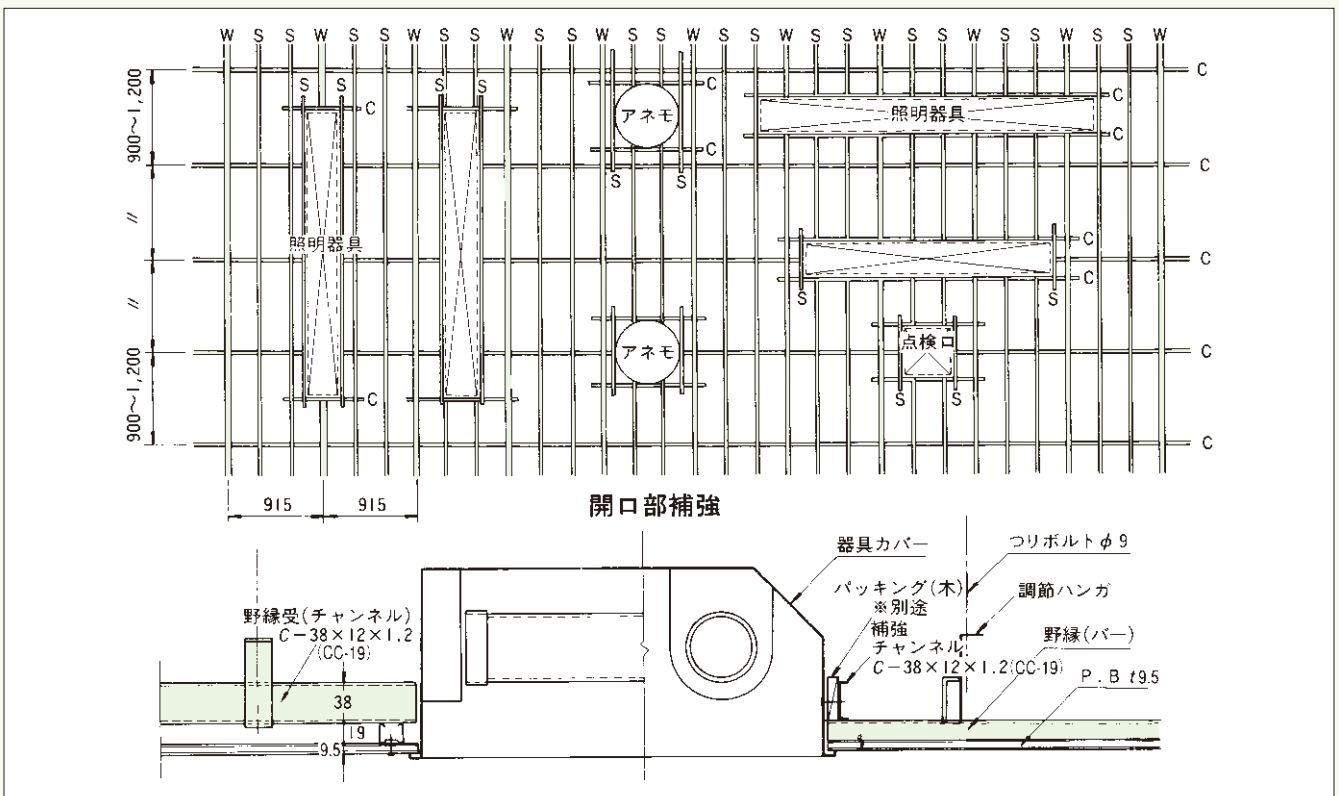 W S S W S S W S S W S S W S S W S S W S S W S S W S S W S S W
C
S S S S
C
C
アネモ
照明器具
C
C
C
C
S S
C
900～1,200
〃
照明器具
C
C
C
S S
〃
アネモ
点検口
C
C
S S
900～1,200
C
915 915
開口部補強
野縁受(チャンネル)
C-38×12×1.2
(CC-19)
38
19
9.5
器具カバー
つりボルトφ9
パッキング(木)
※別途
調節ハンガ
補強
チャンネル
C-38×12×1.2(CC-19)
野縁(バー)
P.B t9.5